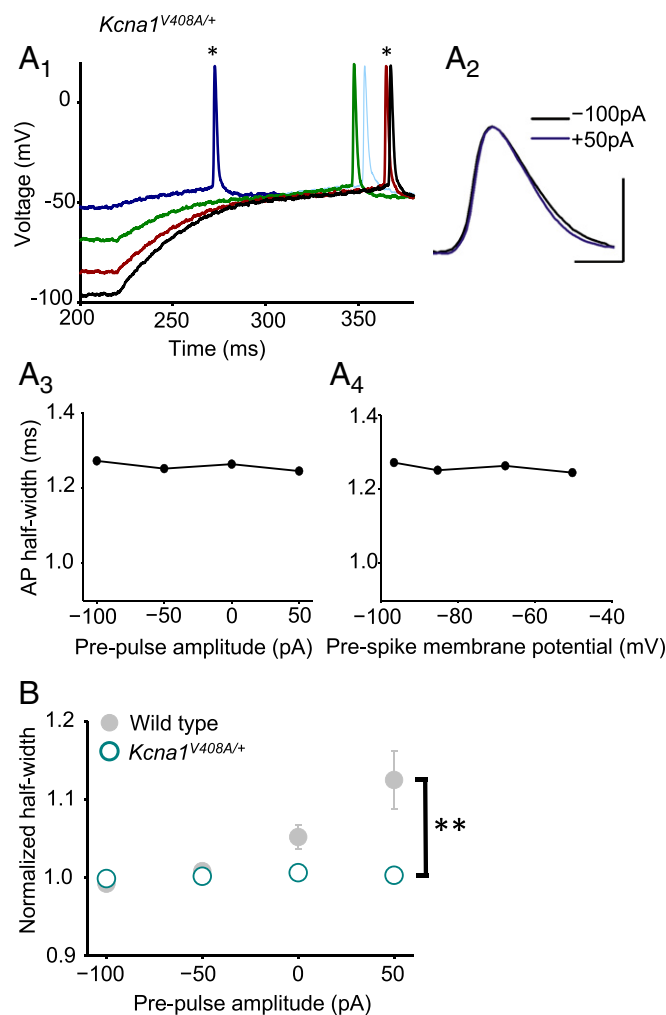 Kcna1V408A/+
A1
*
*
0
-50
-100
Voltage (mV)
200
250
300
350
Time (ms)
A2
−100pA
+50pA
A3
1.4
1.2
1.0
AP half-width (ms)
−100
−50
0
50
Pre-pulse amplitude (pA)
A4
1.4
1.2
1.0
−100
−80
−60
−40
Pre-spike membrane potential (mV)
B
Wild type
Kcna1V408A/+
1.2
1.1
1.0
0.9
Normalized half-width
**
−100
−50
0
50
Pre-pulse amplitude (pA)